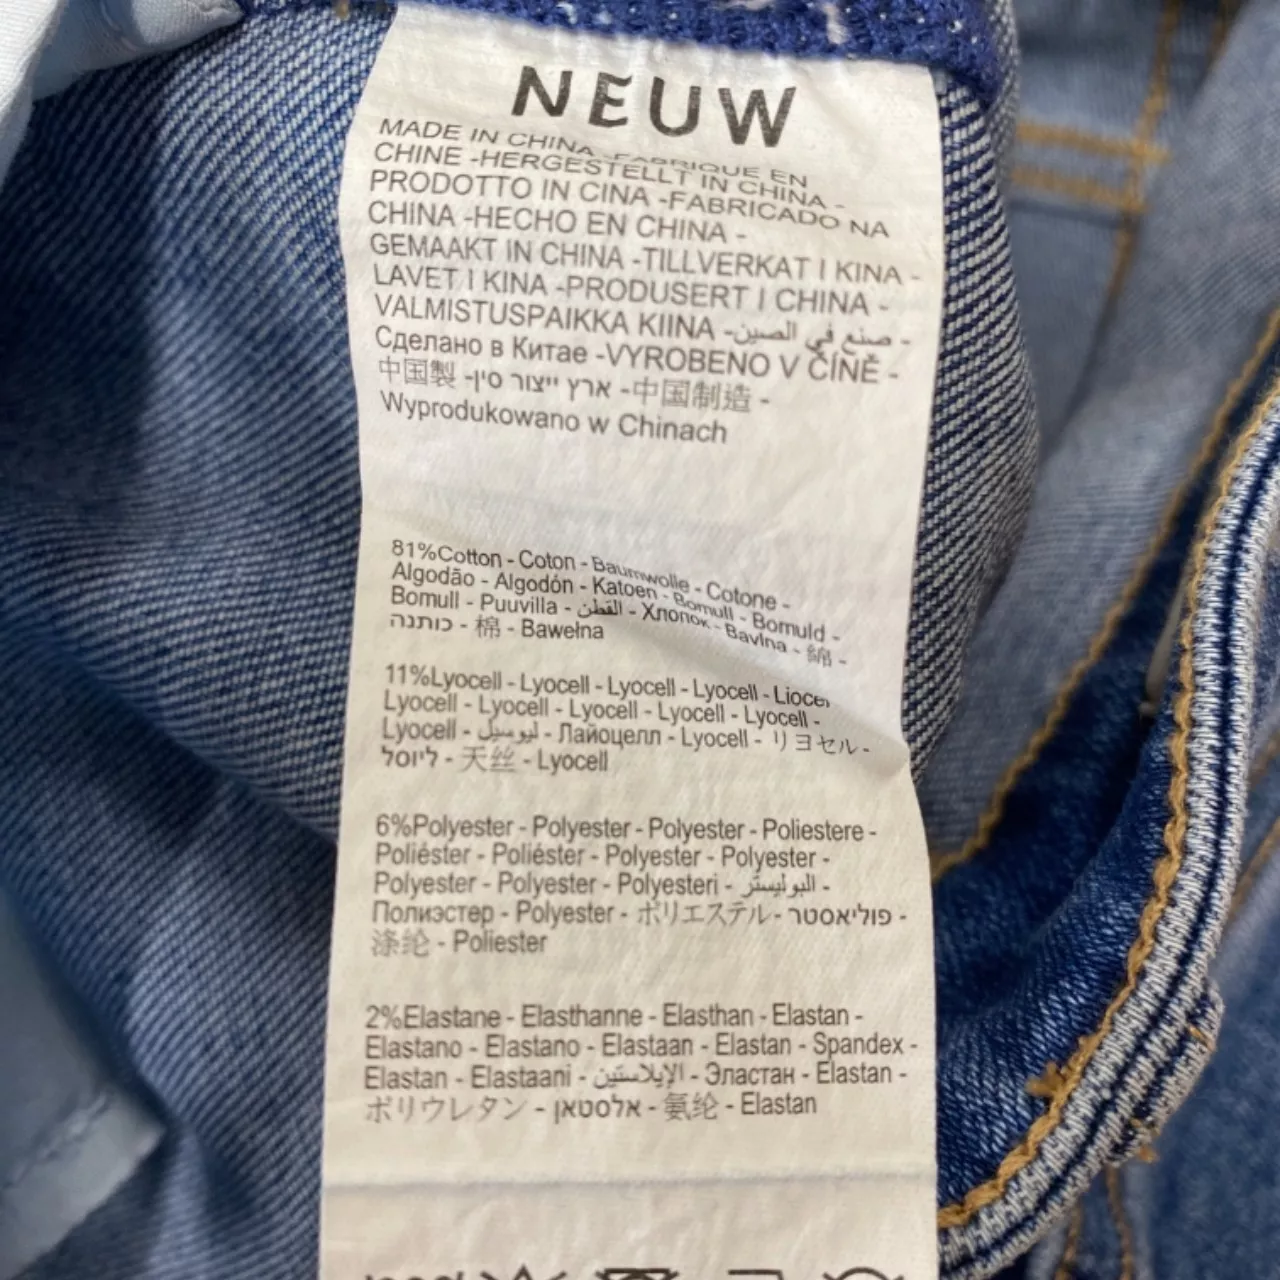 NEUW
MADE IN CHINA -FABRIQUE EN
CHINE -HERGESTELLT IN CHINA -
PRODOTTO IN CINA -FABRICADO NA
CHINA -HECHO EN CHINA -
GEMAAKT IN CHINA -TILLVERKAT I KINA -
LAVET I KINA -PRODUSERT I CHINA -
VALMISTUSPAIKKA KIINA -صنع في الصين -
Сделано в Китае -VYROBENO V ČÍNĚ -
中国製 -ארץ ייצור סין- 中国制造 -
Wyprodukowano w Chinach
81%Cotton - Coton - Baumwolle - Cotone -
Algodão - Algodón - Katoen - Bomull - Bomuld -
Bomull - Puuvilla - القطن - Хлопок - Bavlna - 綿 -
כותנה - 棉 - Bawełna
11%Lyocell - Lyocell - Lyocell - Lyocell - Liocel
Lyocell - Lyocell - Lyocell - Lyocell - Lyocell -
Lyocell - ليوسيل - Лайоцелл - Lyocell - リヨセル -
ליוסל - 天丝 - Lyocell
6%Polyester - Polyester - Polyester - Poliestere -
Poliéster - Poliéster - Polyester - Polyester -
Polyester - Polyester - Polyesteri - البوليستر -
Полиэстер - Polyester - ポリエステル - פוליאסטר -
涤纶 - Poliester
2%Elastane - Elasthanne - Elasthan - Elastan -
Elastano - Elastano - Elastaan - Elastan - Spandex -
Elastan - Elastaani - الإيلاستين - Эластан - Elastan -
ポリウレタン - אלסטאן - 氨纶 - Elastan